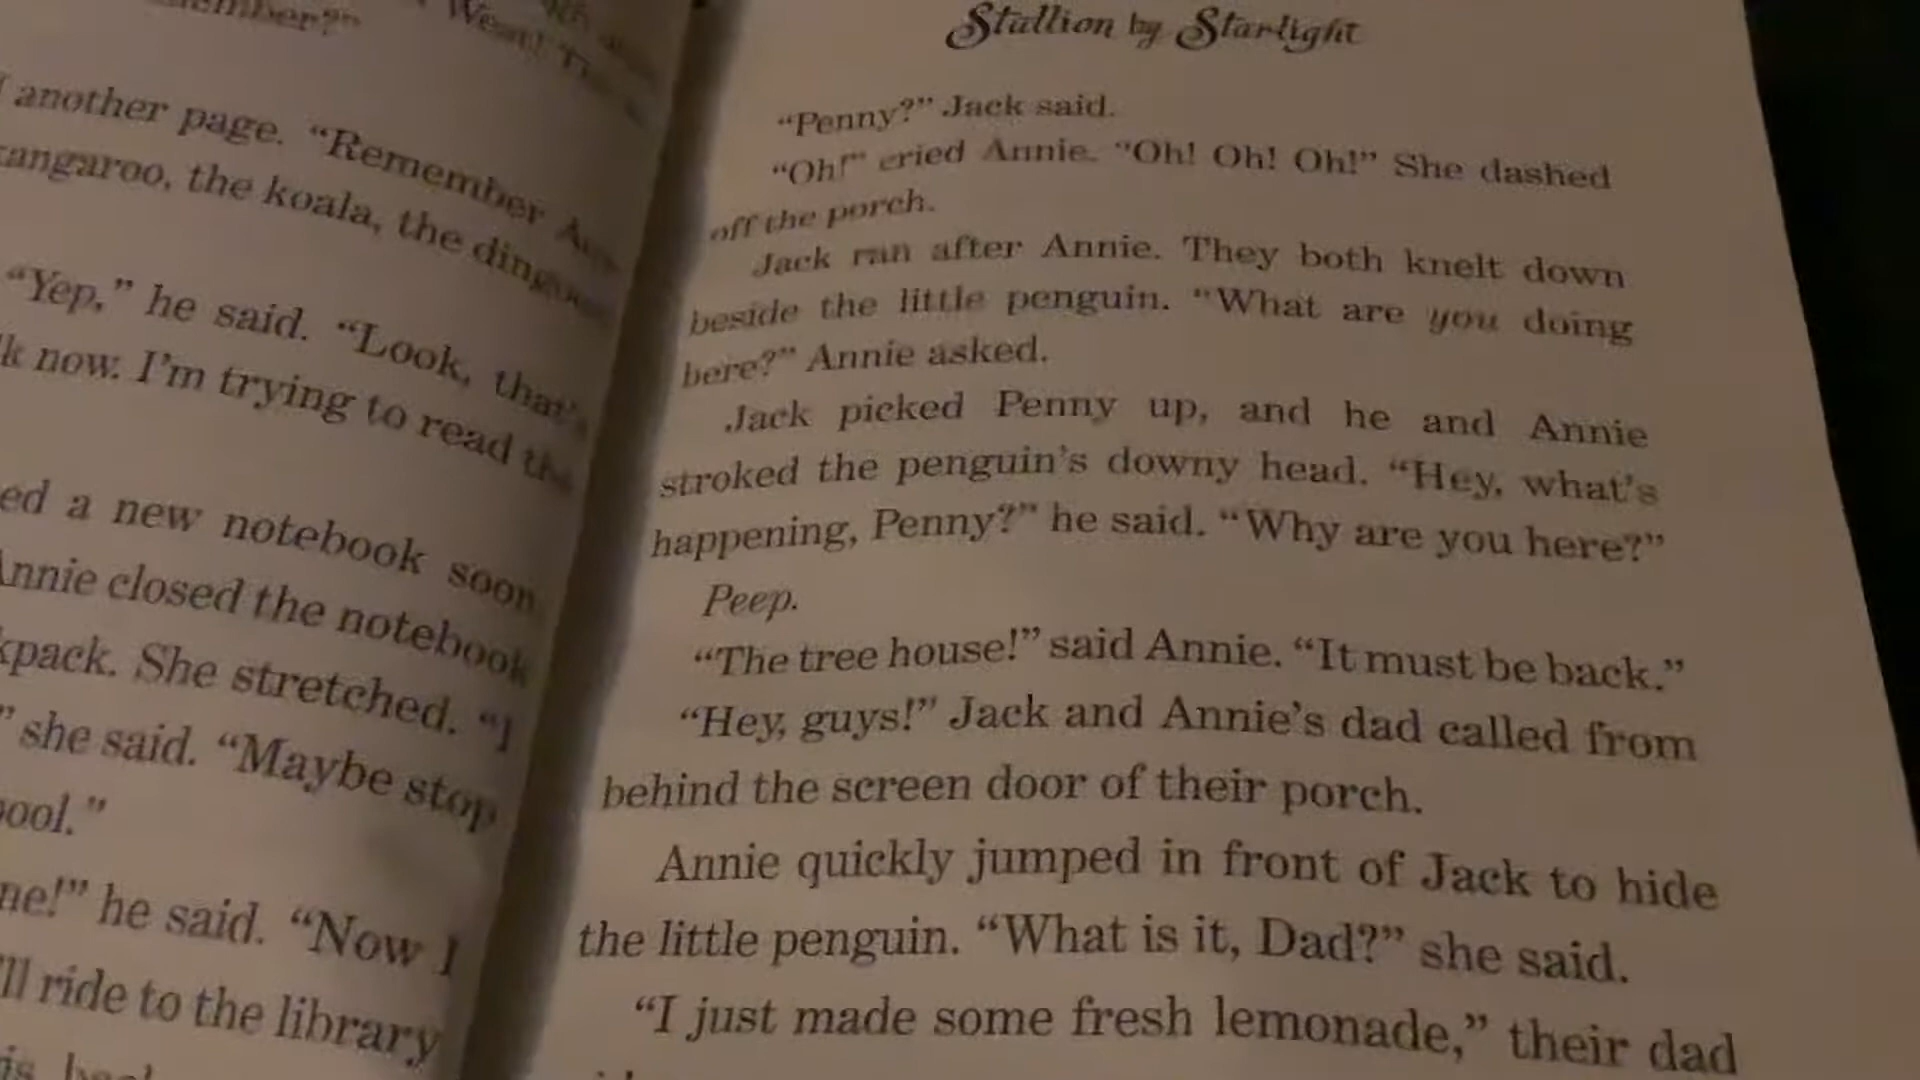 another page. "Remember
kangaroo, the koala, the
"Yep," he said. "Look, that's
now. I'm trying to read the
a new notebook soon
Annie closed the notebook
She stretched. "I
" she said. "Maybe stop
he said. "Now I
ride to the library
Stallion by Starlight
"Penny?" Jack said.
"Oh!" cried Annie. "Oh! Oh! Oh!" She dashed
off the porch.
Jack ran after Annie. They both knelt down
beside the little penguin. "What are you doing
here?" Annie asked.
Jack picked Penny up, and he and Annie
stroked the penguin's downy head. "Hey, what's
happening, Penny?" he said. "Why are you here?"
Peep.
"The tree house!" said Annie. "It must be back."
"Hey, guys!" Jack and Annie's dad called from
behind the screen door of their porch.
Annie quickly jumped in front of Jack to hide
the little penguin. "What is it, Dad?" she said.
"I just made some fresh lemonade," their dad